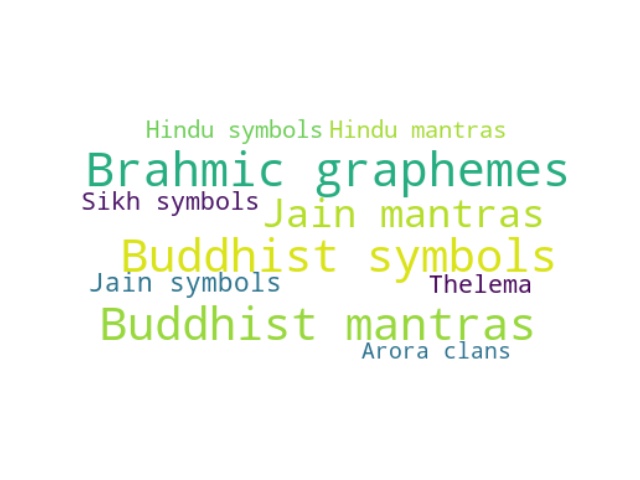 Hindu symbols Hindu mantras
Brahmic graphemes
Sikh symbols Jain mantras
Buddhist symbols
Jain symbols Thelema
Buddhist mantras
Arora clans